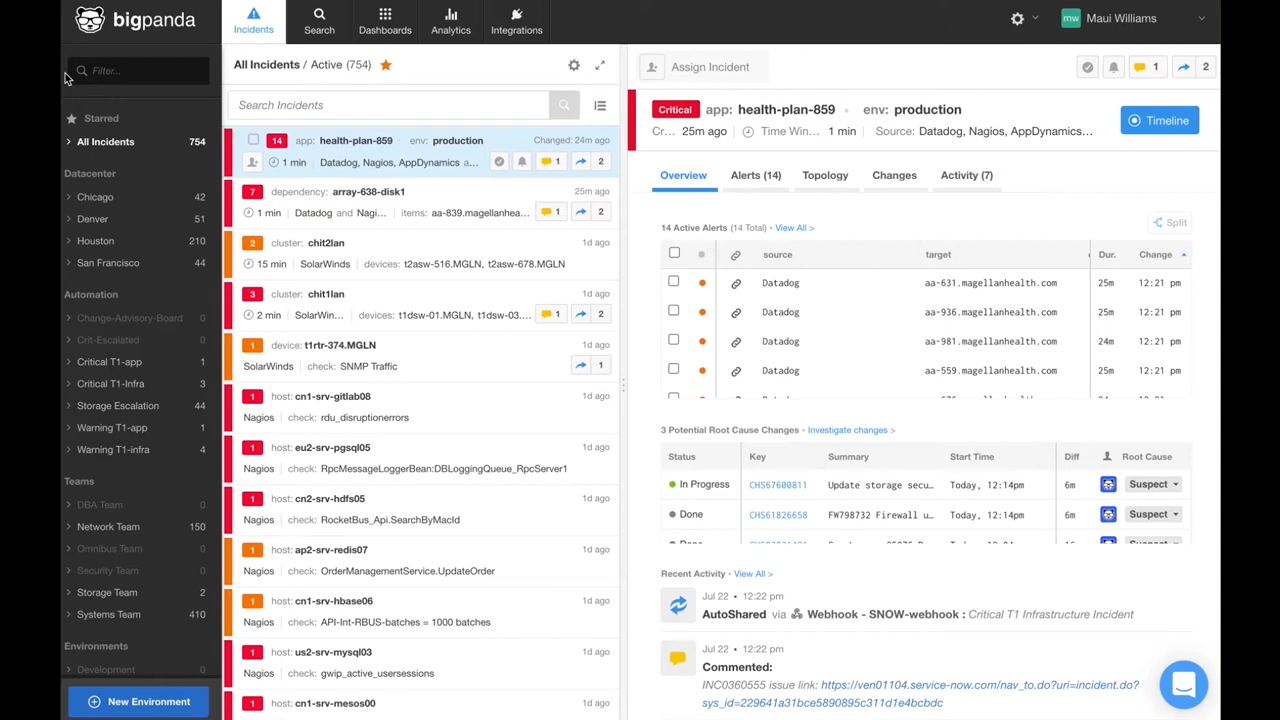 bigpanda
Incidents
Search
Dashboards
Analytics
Integrations
mw Maui Williams
Filter...
Starred
All Incidents 754
Datacenter
Chicago 42
Denver 51
Houston 210
San Francisco 44
Automation
Change-Advisory-Board 0
Crit-Escalated 0
Critical T1-app 1
Critical T1-Infra 3
Storage Escalation 44
Warning T1-app 1
Warning T1-infra 4
Teams
DBA Team 0
Network Team 150
Omnibus Team 0
Security Team 0
Storage Team 2
Systems Team 410
Environments
Development 0
New Environment
All Incidents / Active (754)
Search Incidents
14 app: health-plan-859 env: production Changed: 24m ago
1 min Datadog, Nagios, AppDynamics a... 1 2
7 dependency: array-638-disk1 25m ago
1 min Datadog and Nagi... items: aa-839.magellanhea... 1 2
2 cluster: chit2lan 1d ago
15 min SolarWinds devices: t2asw-516.MGLN, t2asw-678.MGLN
3 cluster: chit1lan 1d ago
2 min SolarWin... devices: t1dsw-01.MGLN, t1dsw-03.... 1 2
1 device: t1rtr-374.MGLN 1d ago
SolarWinds check: SNMP Traffic 1
1 host: cn1-srv-gitlab08 1d ago
Nagios check: rdu_disruptionerrors
1 host: eu2-srv-pgsql05 1d ago
Nagios check: RpcMessageLoggerBean:DBLoggingQueue_RpcServer1
1 host: cn2-srv-hdfs05 1d ago
Nagios check: RocketBus_Api.SearchByMacId
1 host: ap2-srv-redis07 1d ago
Nagios check: OrderManagementService.UpdateOrder
1 host: cn1-srv-hbase06 1d ago
Nagios check: API-Int-RBUS-batches = 1000 batches
1 host: us2-srv-mysql03 1d ago
Nagios check: gwip_active_usersessions
1 host: cn1-srv-mesos00 1d ago
Assign Incident 1 2
Critical app: health-plan-859 env: production
Cr... 25m ago Time Win... 1 min Source: Datadog, Nagios, AppDynamics...
Timeline
Overview Alerts (14) Topology Changes Activity (7)
14 Active Alerts (14 Total) • View All >
Split
source target Dur. Change
Datadog aa-631.magellanhealth.com 25m 12:21 pm
Datadog aa-936.magellanhealth.com 25m 12:21 pm
Datadog aa-981.magellanhealth.com 24m 12:21 pm
Datadog aa-559.magellanhealth.com 25m 12:21 pm
3 Potential Root Cause Changes • Investigate changes >
Status Key Summary Start Time Diff Root Cause
In Progress CHS67600811 Update storage secu... Today, 12:14pm 6m Suspect
Done CHS61826658 FW798732 Firewall u... Today, 12:14pm 6m Suspect
Recent Activity • View All >
Jul 22 • 12:22 pm
AutoShared via Webhook - SNOW-webhook : Critical T1 Infrastructure Incident
Jul 22 • 12:22 pm
Commented:
INC0360555 issue link: https://ven01104.service-now.com/nav_to.do?uri=incident.do?
sys_id=229641a31bce5890895c311d1e4bcbdc